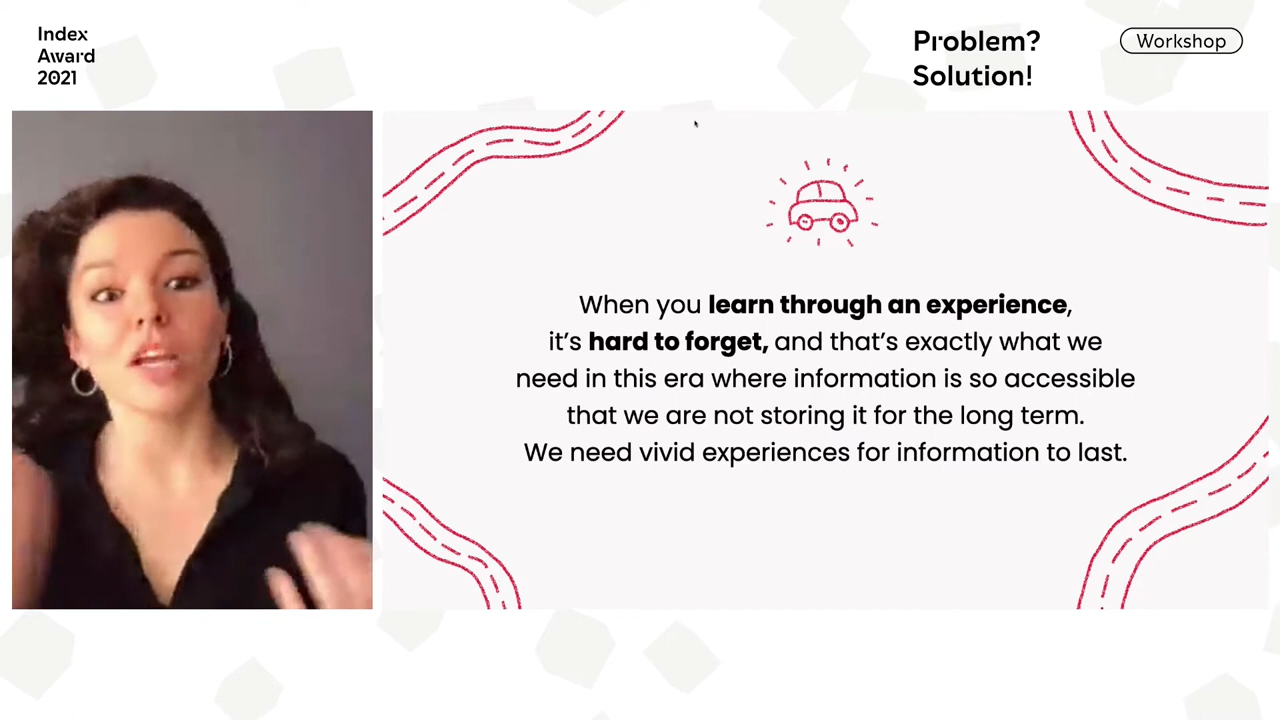 Index
Award
2021
Problem?
Solution!
Workshop
When you learn through an experience,
it’s hard to forget, and that’s exactly what we
need in this era where information is so accessible
that we are not storing it for the long term.
We need vivid experiences for information to last.